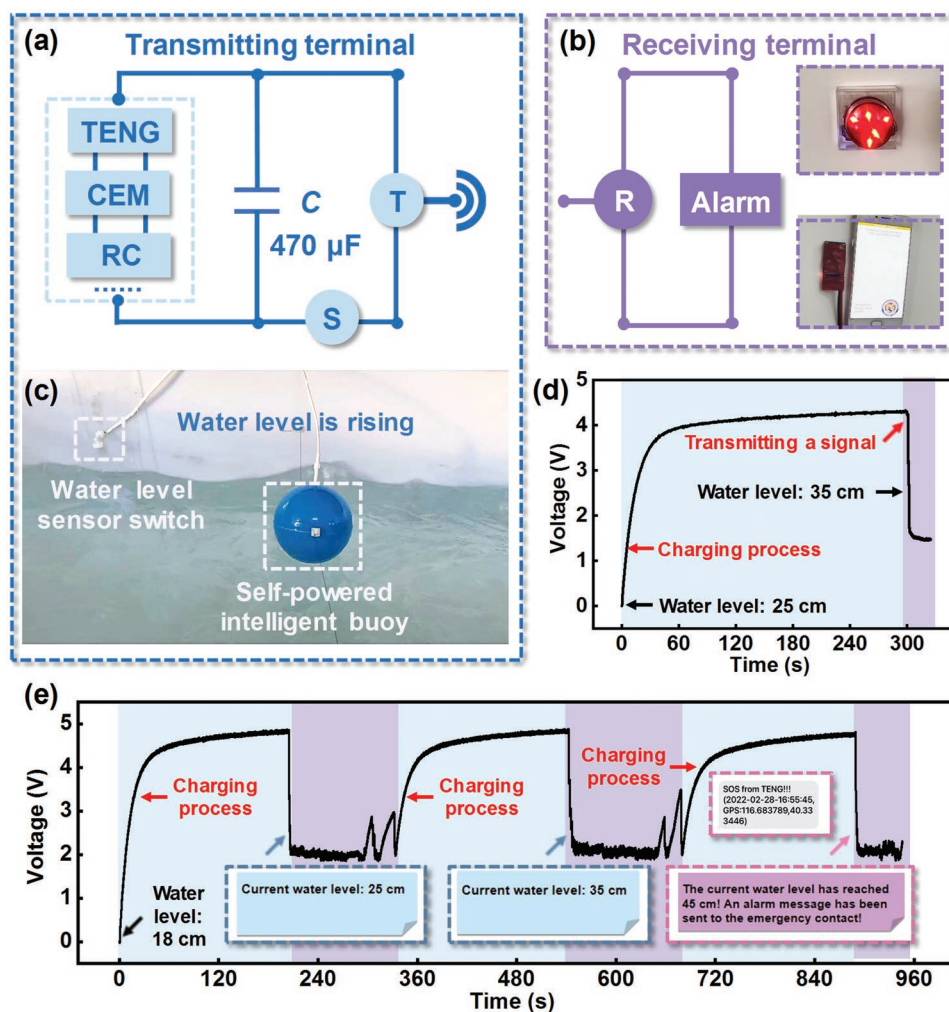 (a)
Transmitting terminal
TENG
CEM
RC
......
C
470 µF
T
S
(b)
Receiving terminal
R
Alarm
(c)
Water level is rising
Water level
sensor switch
Self-powered
intelligent buoy
(d)
Voltage (V)
5
4
3
2
1
0
Transmitting a signal
Water level: 35 cm
Charging process
Water level: 25 cm
0 60 120 180 240 300
Time (s)
(e)
Voltage (V)
5
4
3
2
1
0
Charging process
Charging process
Charging
process
SOS from TENG!!!
(2022-02-28-16:55:45,
GPS:116.683789,40.33
3446)
Water
level:
18 cm
Current water level: 25 cm
Current water level: 35 cm
The current water level has reached
45 cm! An alarm message has been
sent to the emergency contact!
0 120 240 360 480 600 720 840 960
Time (s)